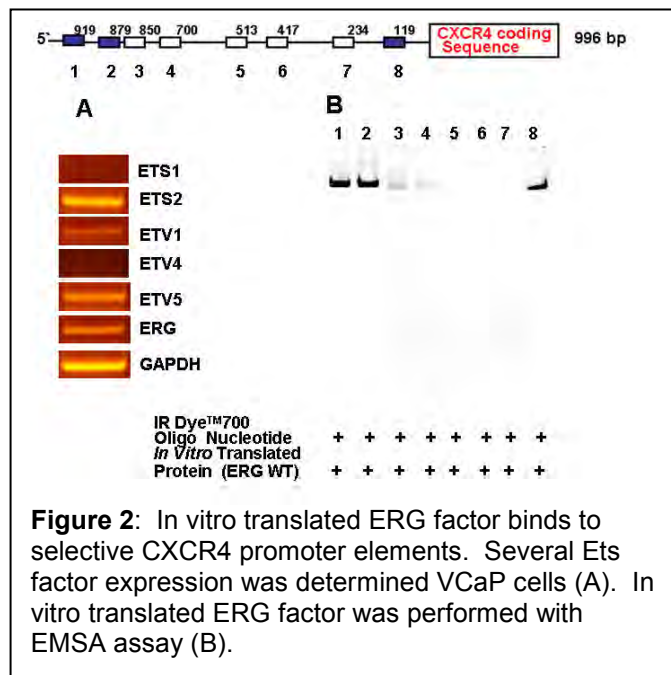 919 879 850 700 513 417 234 119 CXCR4 coding
5- Sequence 996 bp
1 2 3 4 5 6 7 8
A B
1 2 3 4 5 6 7 8
ETS1
ETS2
ETV1
ETV4
ETV5
ERG
GAPDH
IR Dye™700
Oligo Nucleotide + + + + + + + +
In Vitro Translated
Protein (ERG WT) + + + + + + + +
Figure 2: In vitro translated ERG factor binds to
selective CXCR4 promoter elements. Several Ets
factor expression was determined VCaP cells (A). In
vitro translated ERG factor was performed with
EMSA assay (B).